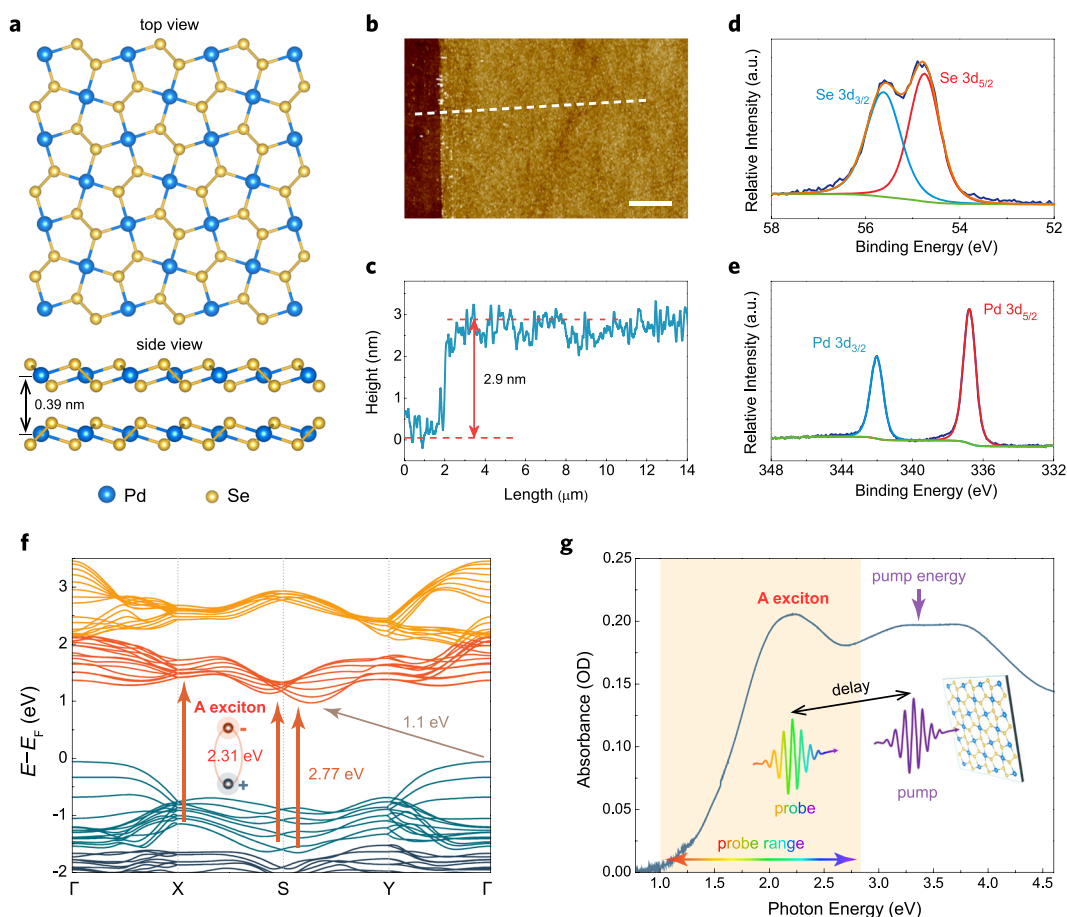 a
top view
side view
0.39 nm
Pd
Se
b
c
Height (nm)
3
2
1
0
2.9 nm
0
2
4
6
8
10
12
14
Length (μm)
d
Relative Intensity (a.u.)
Se 3d3/2
Se 3d5/2
58
56
54
52
Binding Energy (eV)
e
Relative Intensity (a.u.)
Pd 3d3/2
Pd 3d5/2
348
344
340
336
332
Binding Energy (eV)
f
E−EF (eV)
3
2
1
0
-1
-2
A exciton
-
2.31 eV
+
2.77 eV
1.1 eV
Γ
X
S
Y
Γ
g
Absorbance (OD)
0.25
0.20
0.15
0.10
0.05
0.00
A exciton
pump energy
delay
probe
pump
probe range
1.0
1.5
2.0
2.5
3.0
3.5
4.0
4.5
Photon Energy (eV)